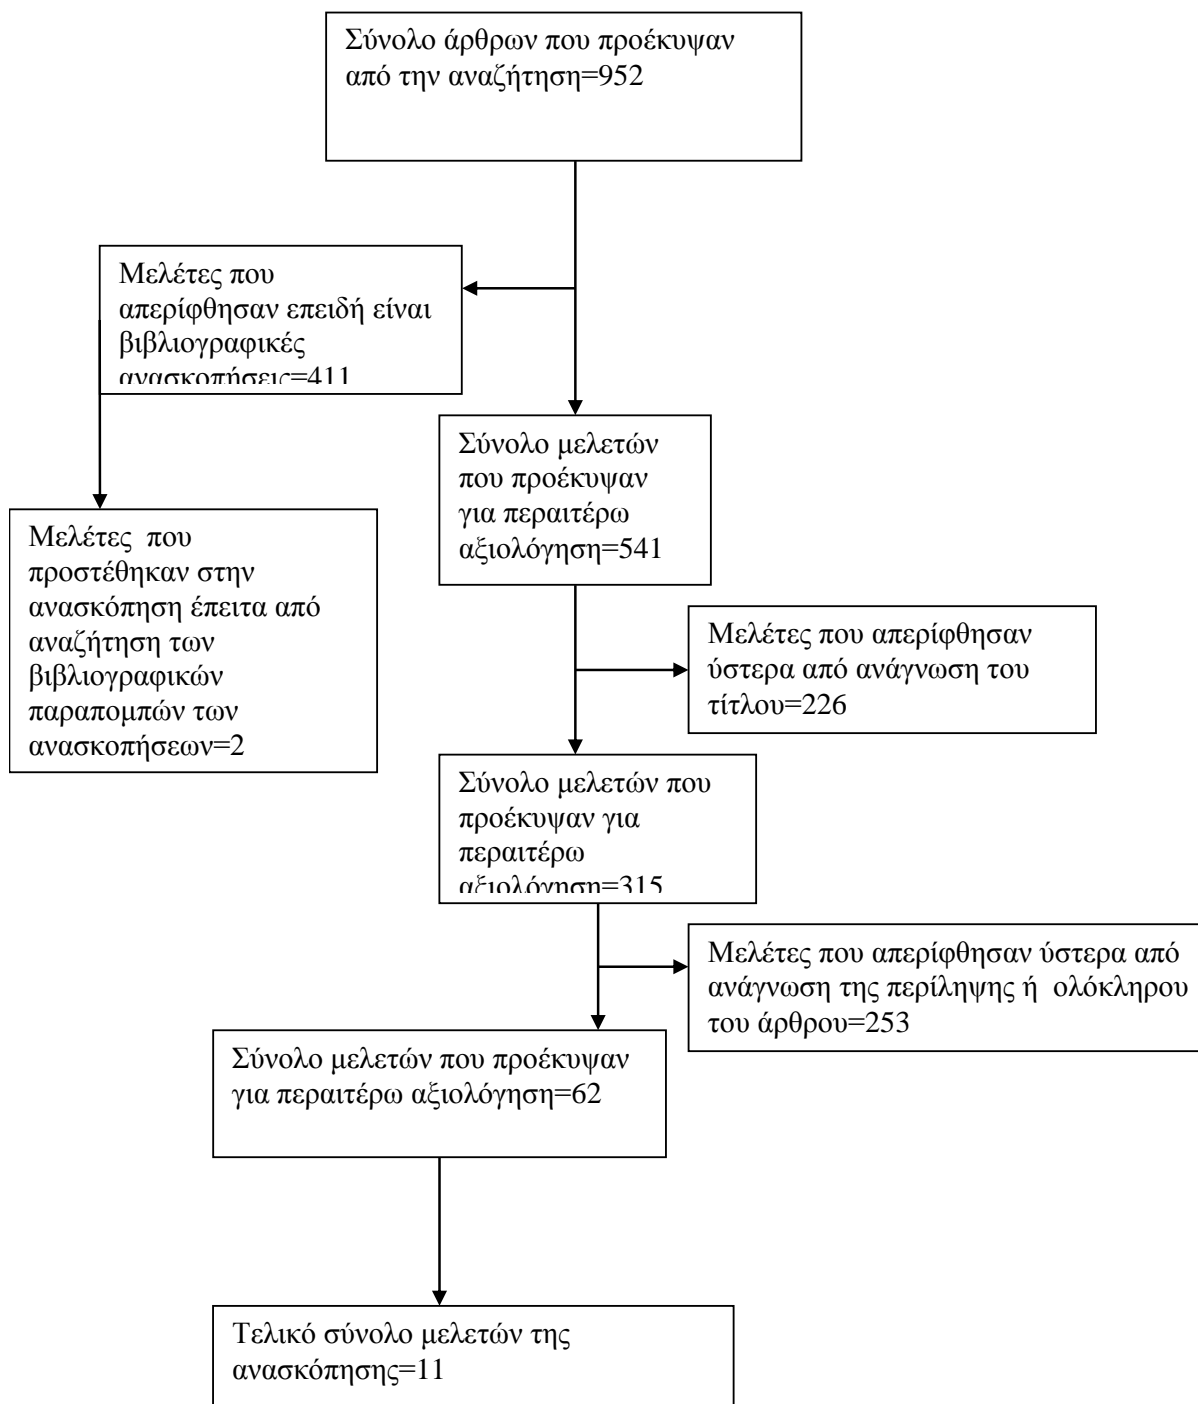 Σύνολο άρθρων που προέκυψαν
από την αναζήτηση=952
Μελέτες που
απερίφθησαν επειδή είναι
βιβλιογραφικές
ανασκοπήσεις=411
Σύνολο μελετών
που προέκυψαν
για περαιτέρω
αξιολόγηση=541
Μελέτες που
προστέθηκαν στην
ανασκόπηση έπειτα από
αναζήτηση των
βιβλιογραφικών
παραπομπών των
ανασκοπήσεων=2
Μελέτες που απερίφθησαν
ύστερα από ανάγνωση του
τίτλου=226
Σύνολο μελετών που
προέκυψαν για
περαιτέρω
αξιολόγηση=315
Μελέτες που απερίφθησαν ύστερα από
ανάγνωση της περίληψης ή ολόκληρου
του άρθρου=253
Σύνολο μελετών που προέκυψαν
για περαιτέρω αξιολόγηση=62
Τελικό σύνολο μελετών της
ανασκόπησης=11